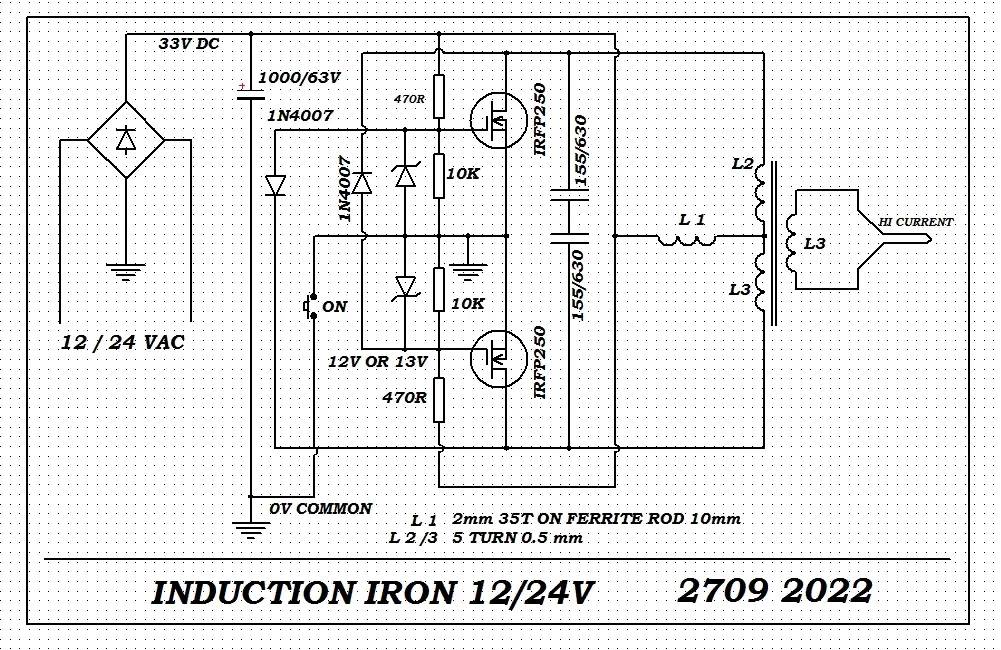 33V DC
+
1000/63V
470R
1N4007
IRFP250
155/630
10K
1N4007
L2
L 1
HI CURRENT
L3
L3
155/630
10K
ON
12 / 24 VAC
12V OR 13V
IRFP250
470R
0V COMMON
L 1 2mm 35T ON FERRITE ROD 10mm
L 2 /3 5 TURN 0.5 mm
INDUCTION IRON 12/24V 2709 2022